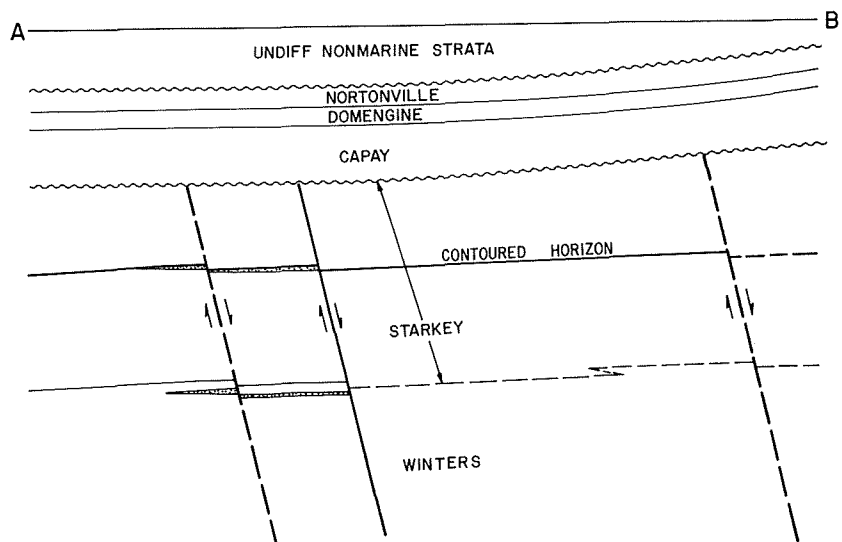 A
B
UNDIFF NONMARINE STRATA
NORTONVILLE
DOMENGINE
CAPAY
CONTOURED HORIZON
STARKEY
WINTERS